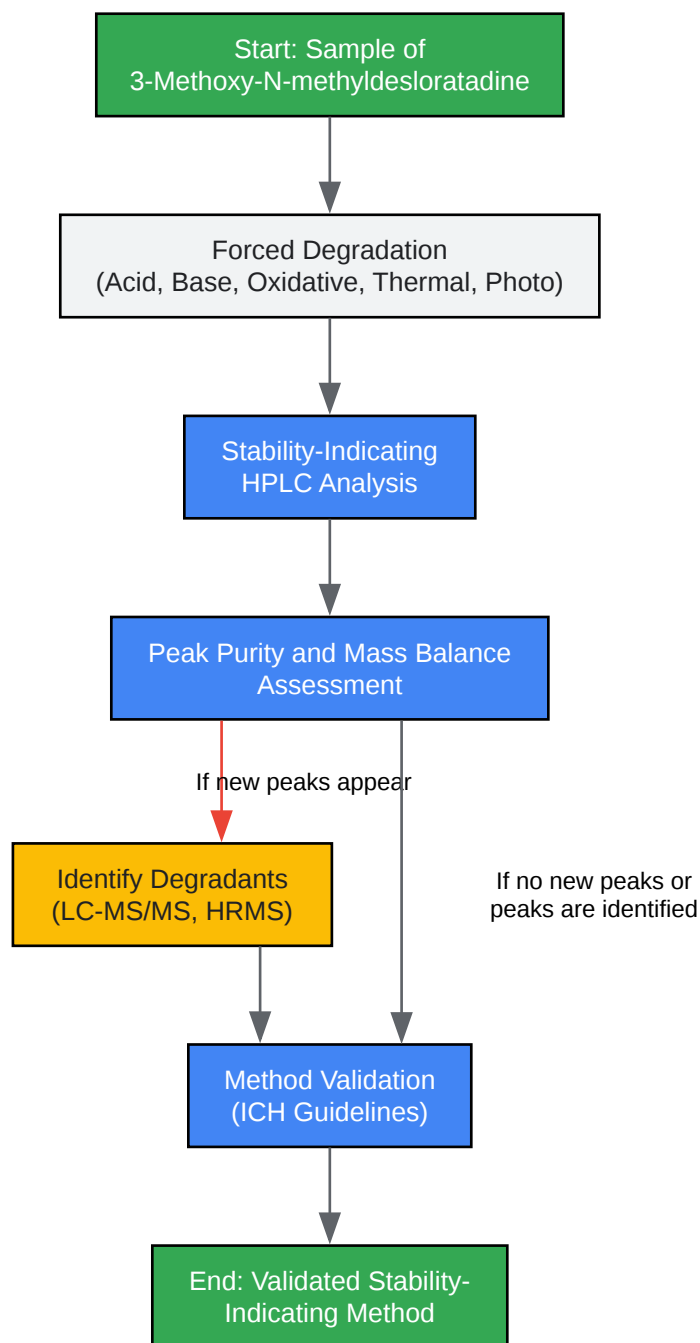 Start: Sample of
3-Methoxy-N-methyldesloratadine
Forced Degradation
(Acid, Base, Oxidative, Thermal, Photo)
Stability-Indicating
HPLC Analysis
Peak Purity and Mass Balance
Assessment
If new peaks appear
Identify Degradants
(LC-MS/MS, HRMS)
If no new peaks or
peaks are identified
Method Validation
(ICH Guidelines)
End: Validated Stability-
Indicating Method